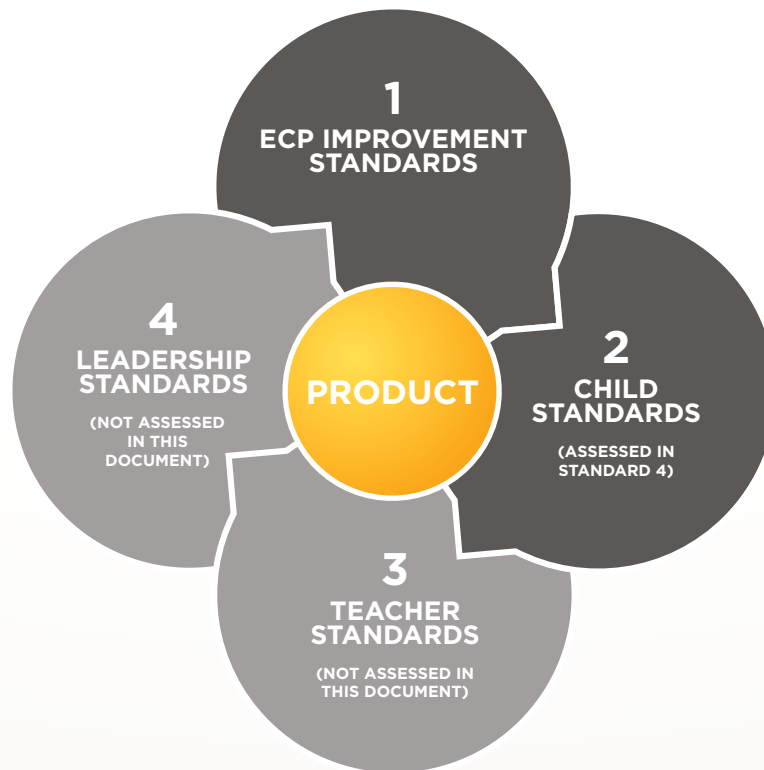 1
ECP IMPROVEMENT
STANDARDS
2
CHILD
STANDARDS
(ASSESSED IN
STANDARD 4)
3
TEACHER
STANDARDS
(NOT ASSESSED IN
THIS DOCUMENT)
4
LEADERSHIP
STANDARDS
(NOT ASSESSED
IN THIS
DOCUMENT)
PRODUCT